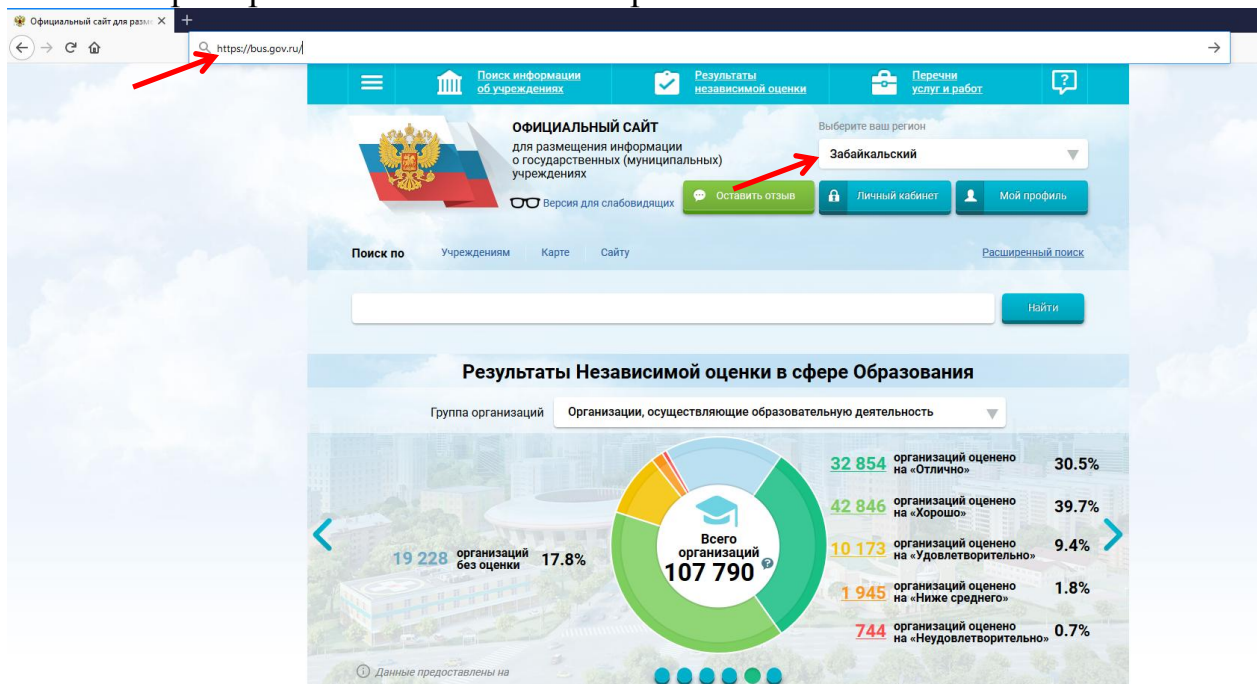 Официальный сайт для разме
https://bus.gov.ru/
Поиск информации
об учреждениях
Результаты
независимой оценки
Перечни
услуг и работ
ОФИЦИАЛЬНЫЙ САЙТ
для размещения информации
о государственных (муниципальных)
учреждениях
Версия для слабовидящих
Выберите ваш регион
Забайкальский
Оставить отзыв
Личный кабинет
Мой профиль
Поиск по
Учреждениям
Карте
Сайту
Расширенный поиск
Найти
Результаты Независимой оценки в сфере Образования
Группа организаций
Организации, осуществляющие образовательную деятельность
19 228 организаций без оценки 17.8%
Всего
организаций
107 790
32 854 организаций оценено на «Отлично» 30.5%
42 846 организаций оценено на «Хорошо» 39.7%
10 173 организаций оценено на «Удовлетворительно» 9.4%
1 945 организаций оценено на «Ниже среднего» 1.8%
744 организаций оценено на «Неудовлетворительно» 0.7%
Данные предоставлены на